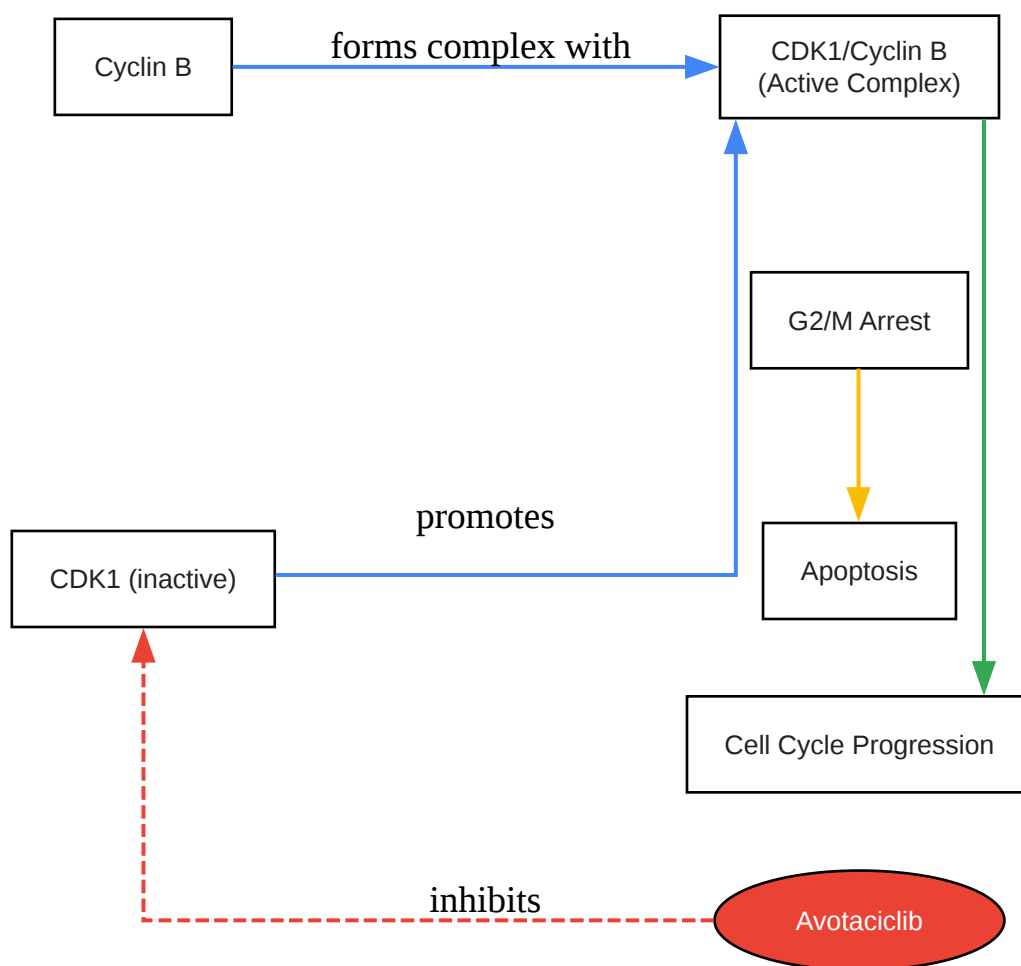 forms complex with
Cyclin B
CDK1/Cyclin B
(Active Complex)
G2/M Arrest
promotes
CDK1 (inactive)
Apoptosis
Cell Cycle Progression
inhibits
Avotaciclib